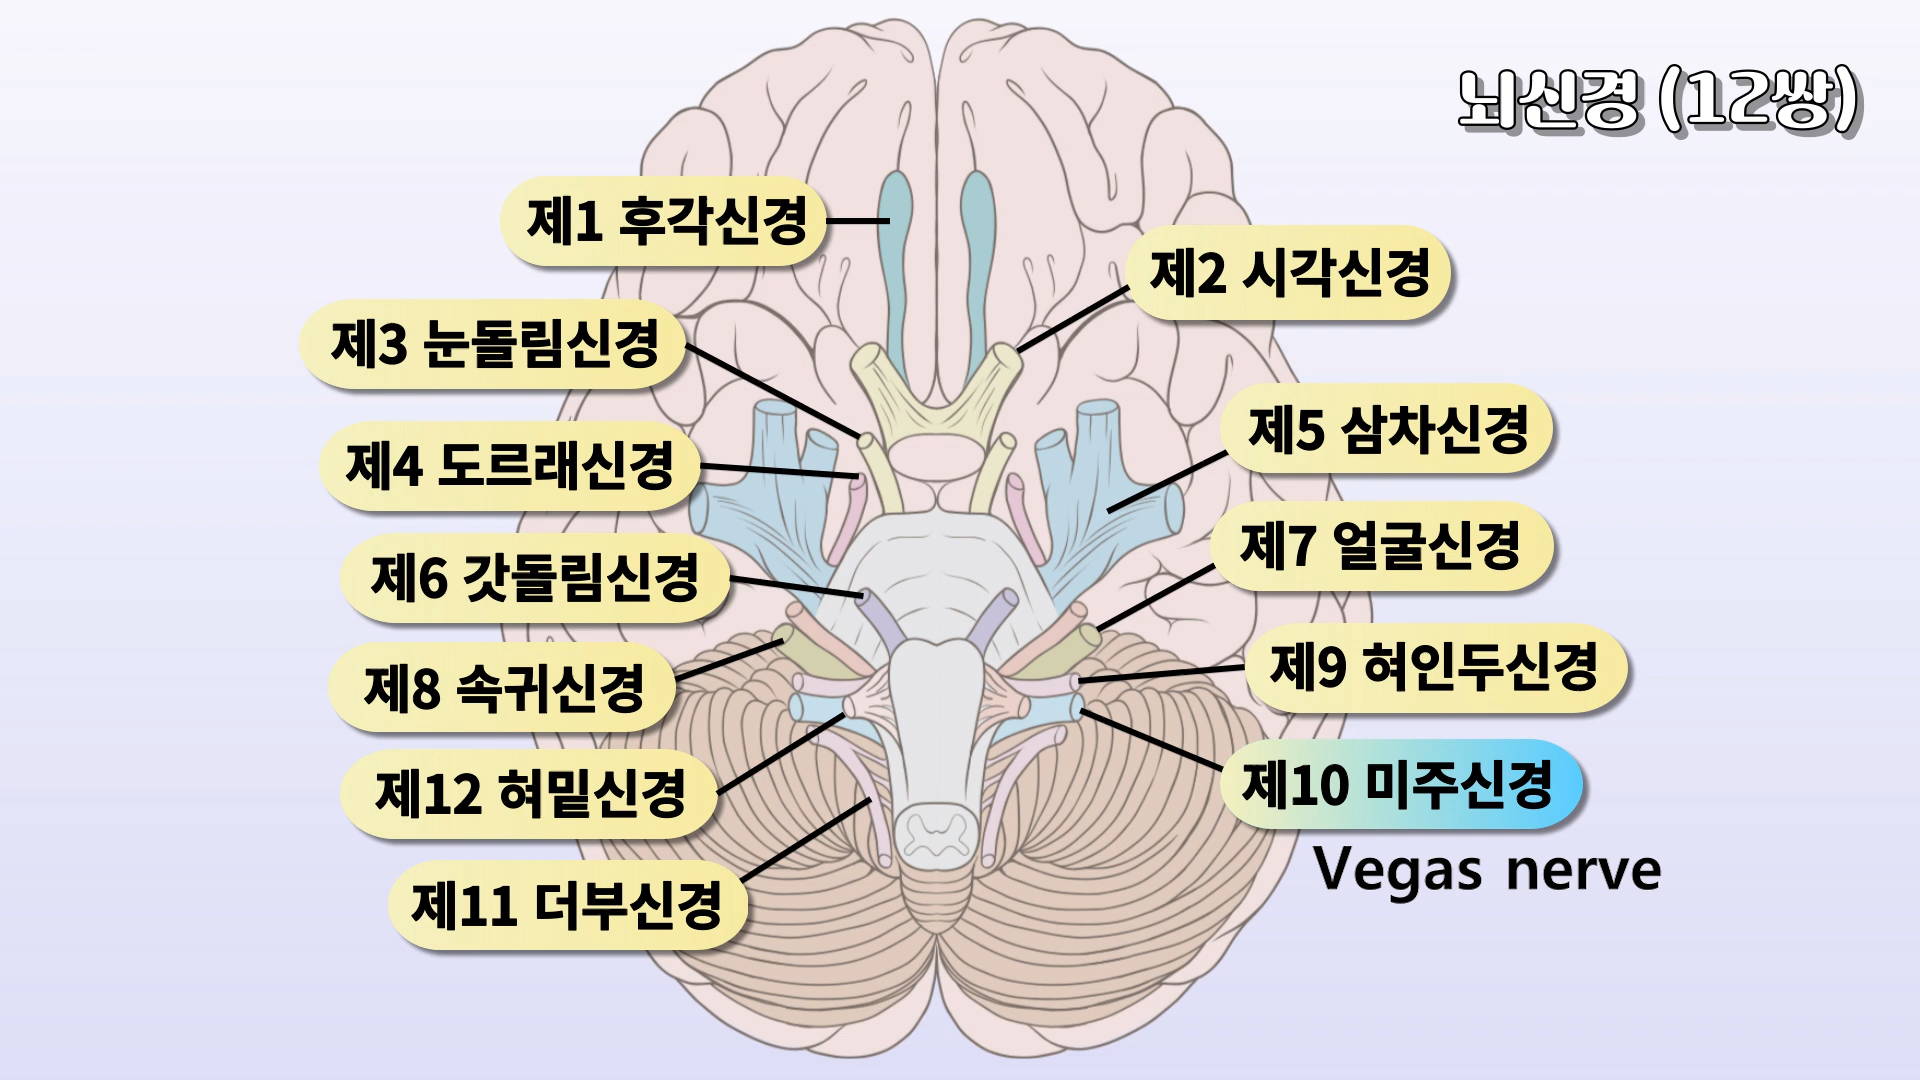 뇌신경 (12쌍)
제1 후각신경
제2 시각신경
제3 눈돌림신경
제4 도르래신경
제5 삼차신경
제6 갓돌림신경
제7 얼굴신경
제8 속귀신경
제9 혀인두신경
제12 혀밑신경
제10 미주신경
Vegas nerve
제11 더부신경